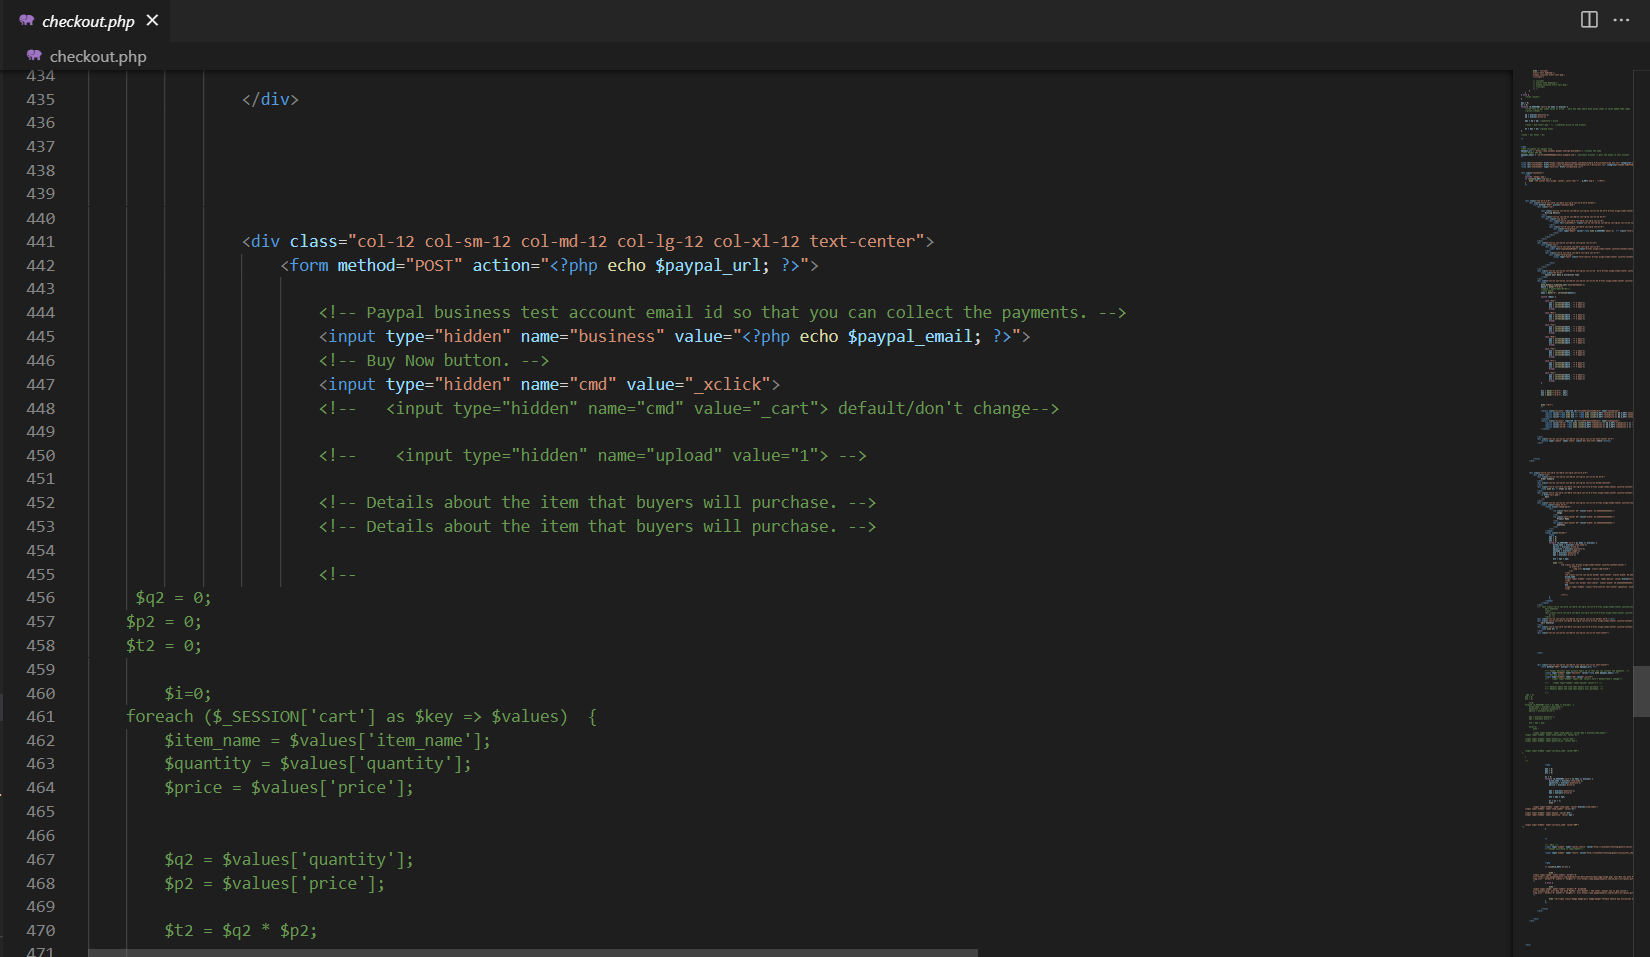 checkout.php
checkout.php
434
435 </div>
436
437
438
439
440
441 <div class="col-12 col-sm-12 col-md-12 col-lg-12 col-xl-12 text-center">
442 <form method="POST" action="<?php echo $paypal_url; ?>">
443
444 <!-- Paypal business test account email id so that you can collect the payments. -->
445 <input type="hidden" name="business" value="<?php echo $paypal_email; ?>">
446 <!-- Buy Now button. -->
447 <input type="hidden" name="cmd" value="_xclick">
448 <!-- <input type="hidden" name="cmd" value="_cart"> default/don't change-->
449
450 <!-- <input type="hidden" name="upload" value="1"> -->
451
452 <!-- Details about the item that buyers will purchase. -->
453 <!-- Details about the item that buyers will purchase. -->
454
455 <!--
456 $q2 = 0;
457 $p2 = 0;
458 $t2 = 0;
459
460 $i=0;
461 foreach ($_SESSION['cart'] as $key => $values) {
462 $item_name = $values['item_name'];
463 $quantity = $values['quantity'];
464 $price = $values['price'];
465
466
467 $q2 = $values['quantity'];
468 $p2 = $values['price'];
469
470 $t2 = $q2 * $p2;
471